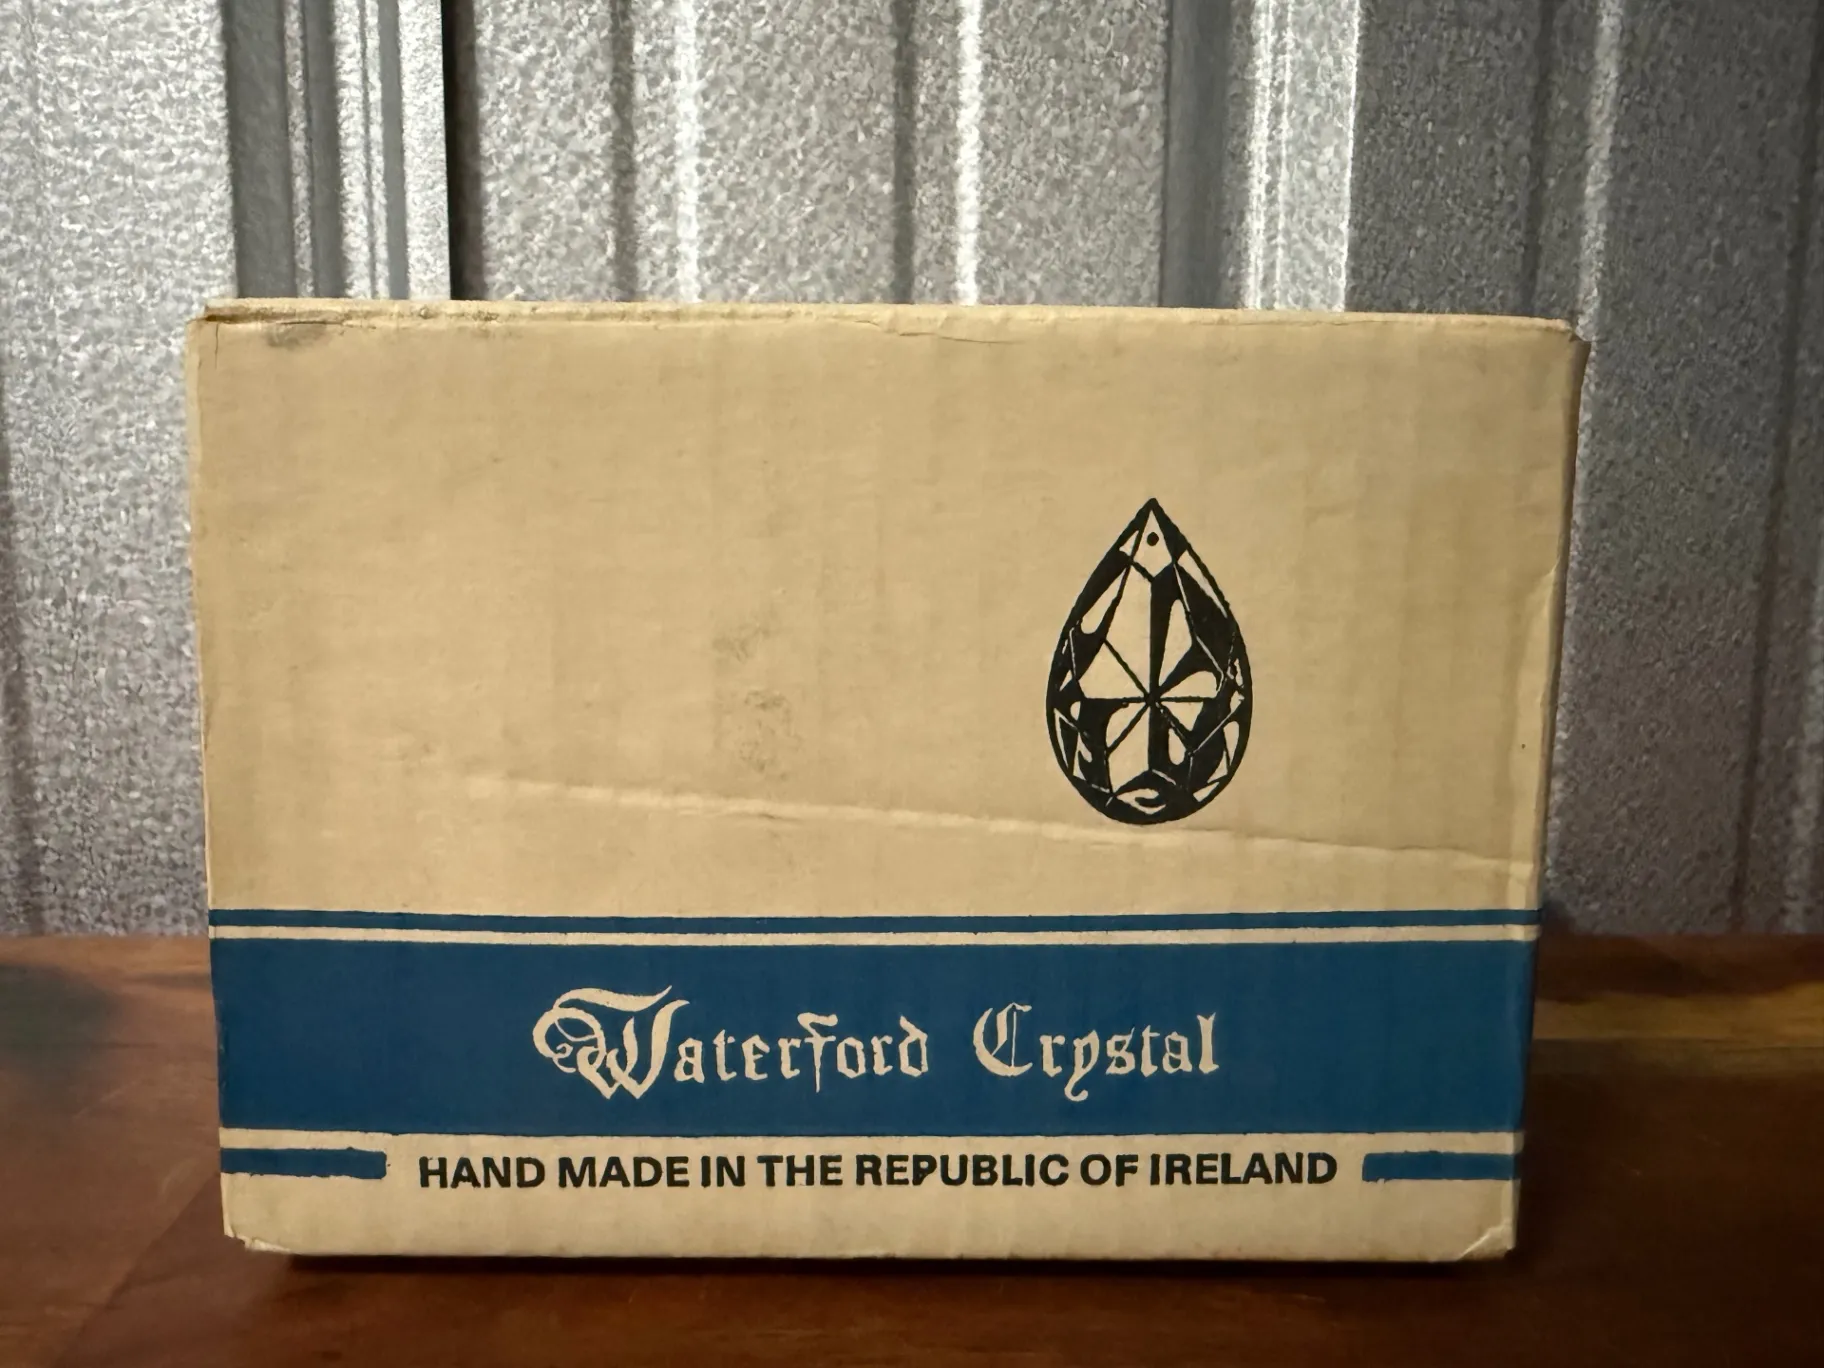 Waterford Crystal
HAND MADE IN THE REPUBLIC OF IRELAND